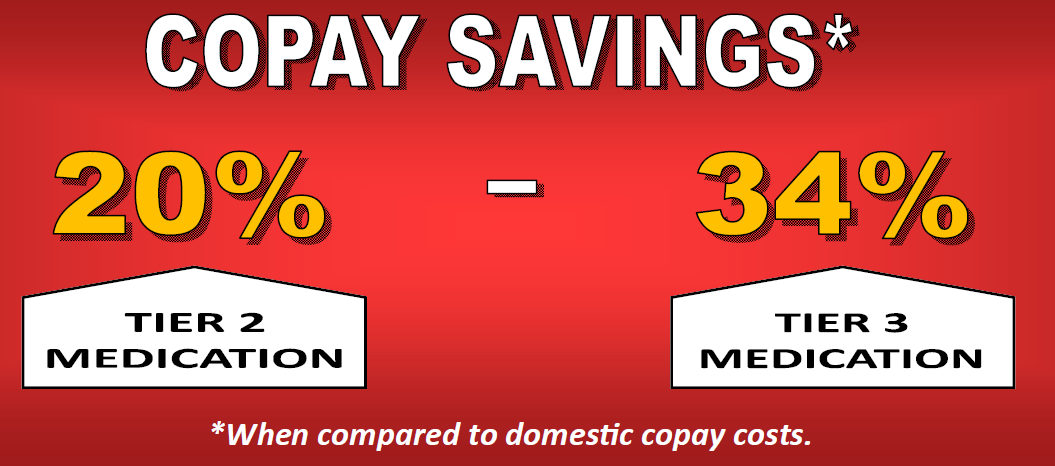 COPAY SAVINGS*
20% - 34%
TIER 2
MEDICATION
TIER 3
MEDICATION
*When compared to domestic copay costs.